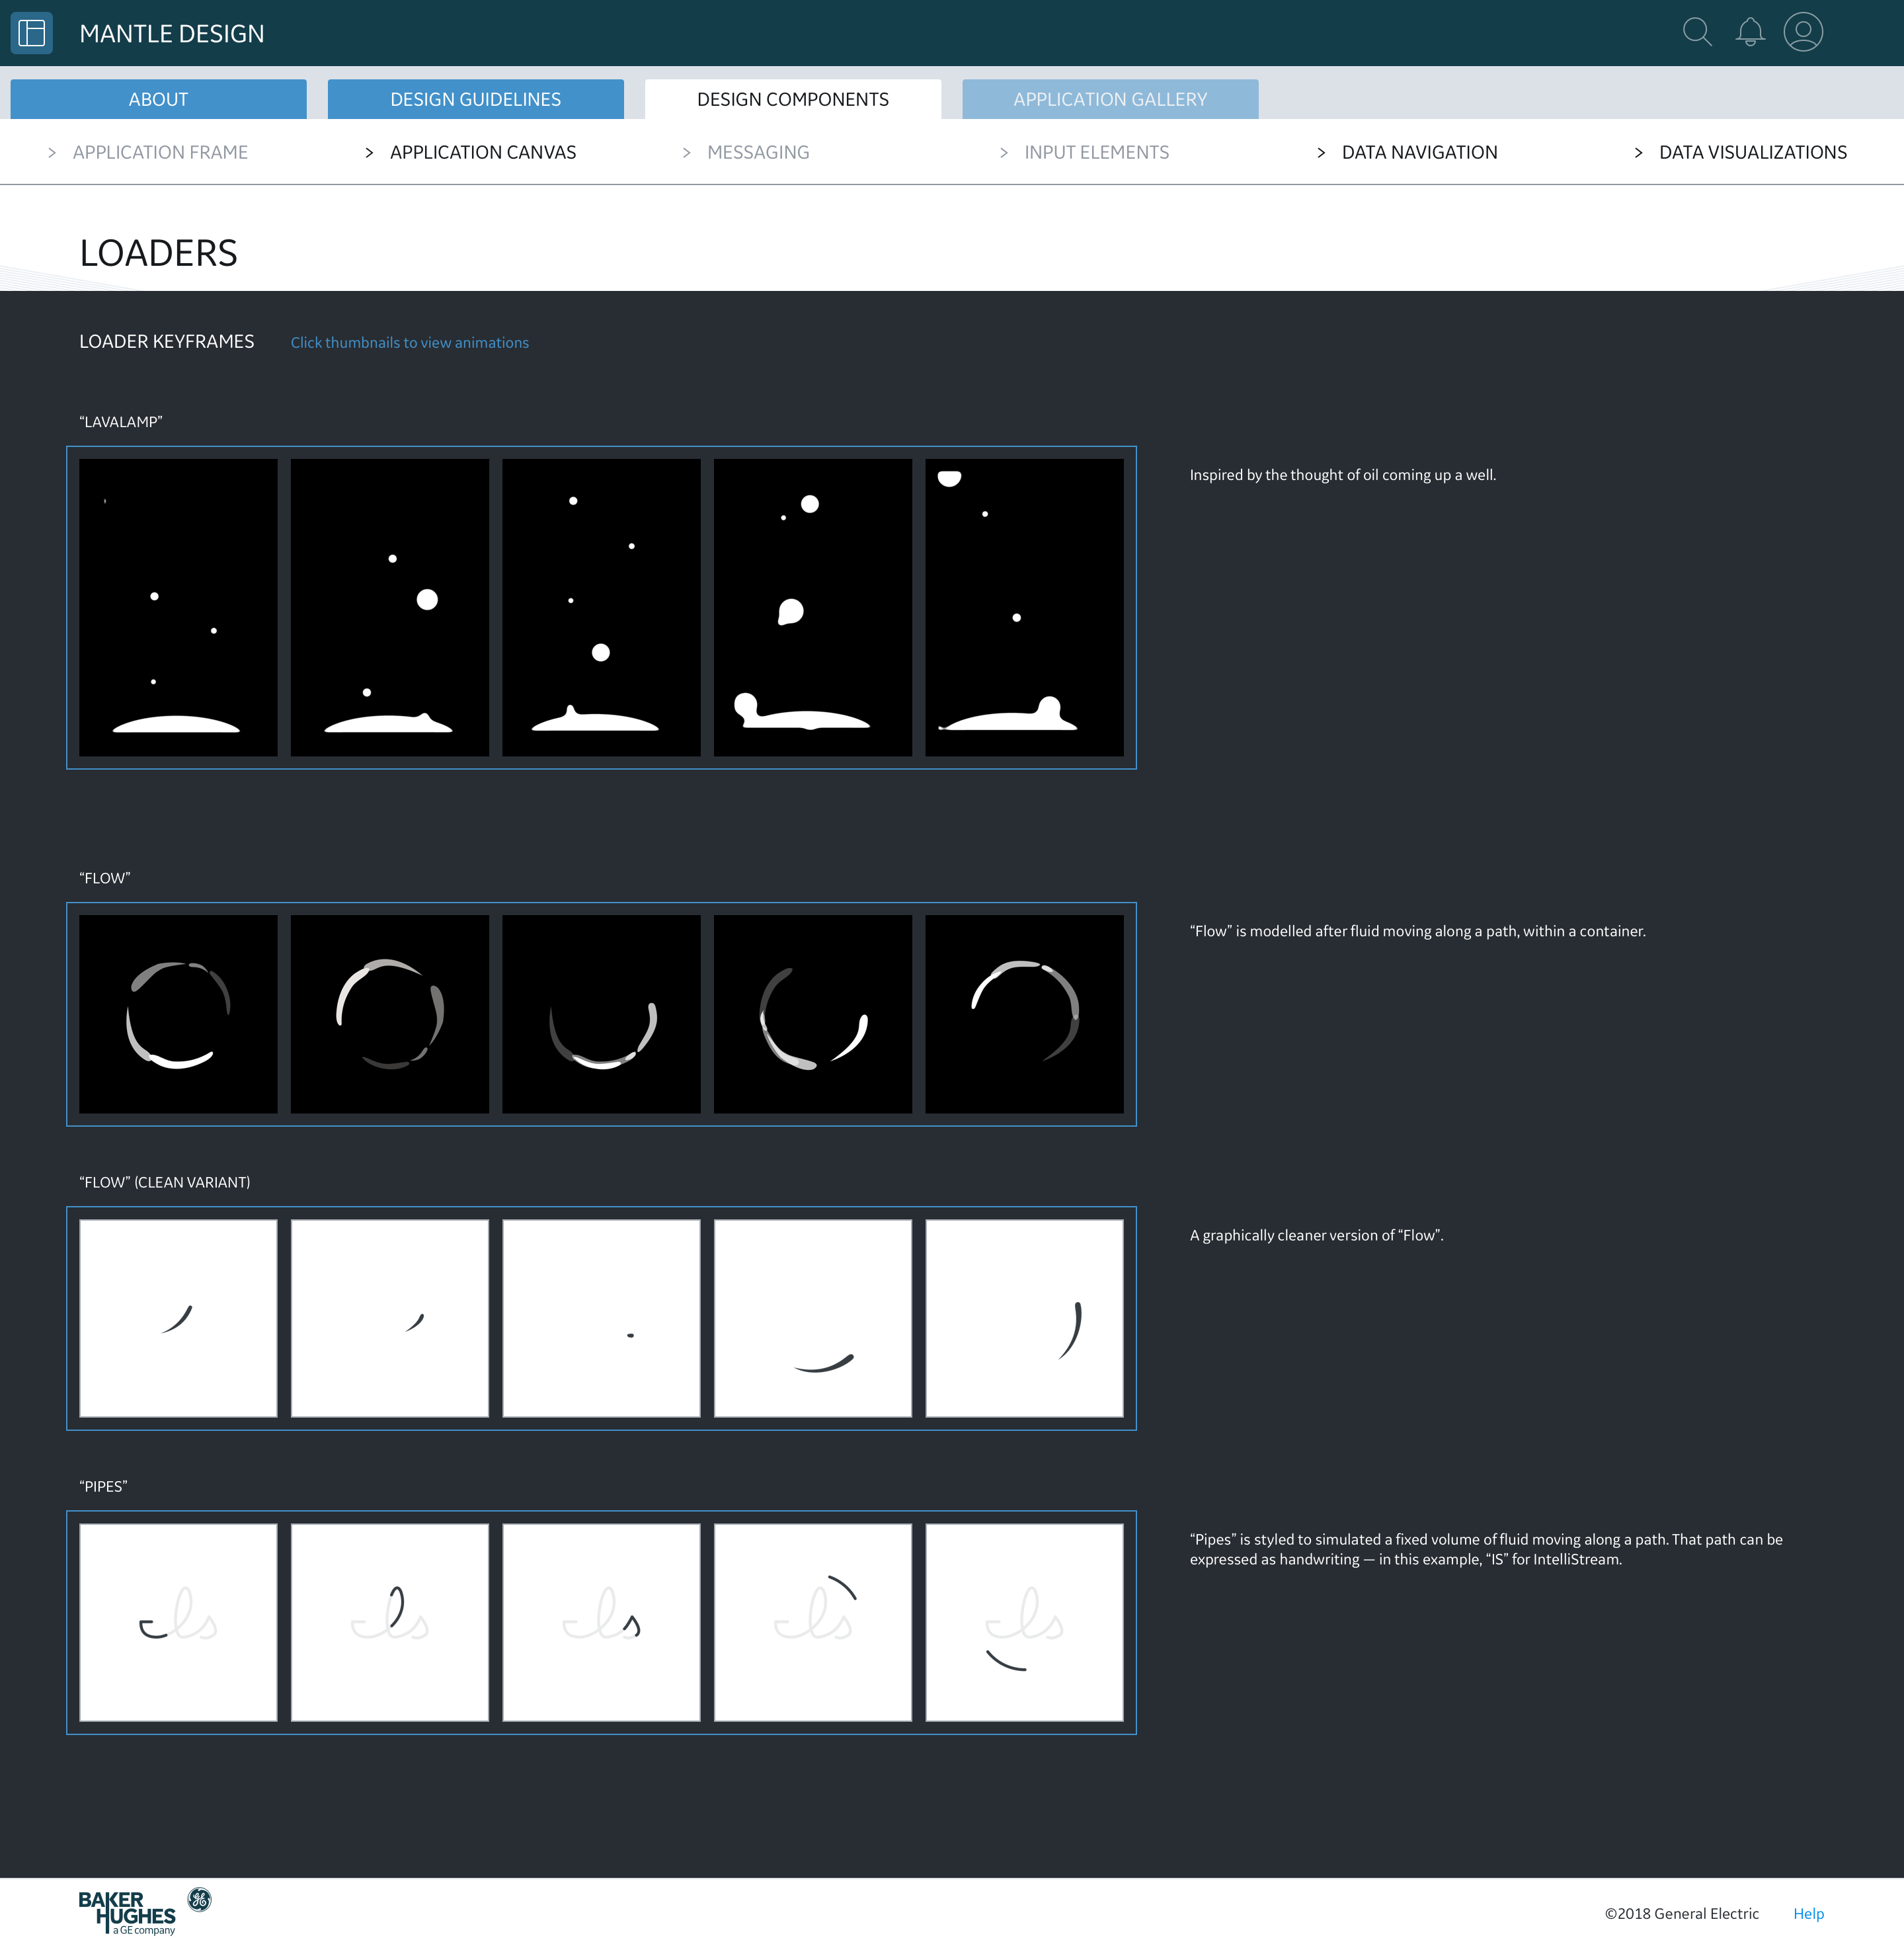 MANTLE DESIGN
ABOUT
DESIGN GUIDELINES
DESIGN COMPONENTS
APPLICATION GALLERY
> APPLICATION FRAME
> APPLICATION CANVAS
> MESSAGING
> INPUT ELEMENTS
> DATA NAVIGATION
> DATA VISUALIZATIONS
LOADERS
LOADER KEYFRAMES
Click thumbnails to view animations
“LAVALAMP”
Inspired by the thought of oil coming up a well.
“FLOW”
“Flow” is modelled after fluid moving along a path, within a container.
“FLOW” (CLEAN VARIANT)
A graphically cleaner version of “Flow”.
“PIPES”
“Pipes” is styled to simulated a fixed volume of fluid moving along a path. That path can be
expressed as handwriting — in this example, “IS” for IntelliStream.
BAKER
HUGHES
a GE company
GE
©2018 General Electric
Help